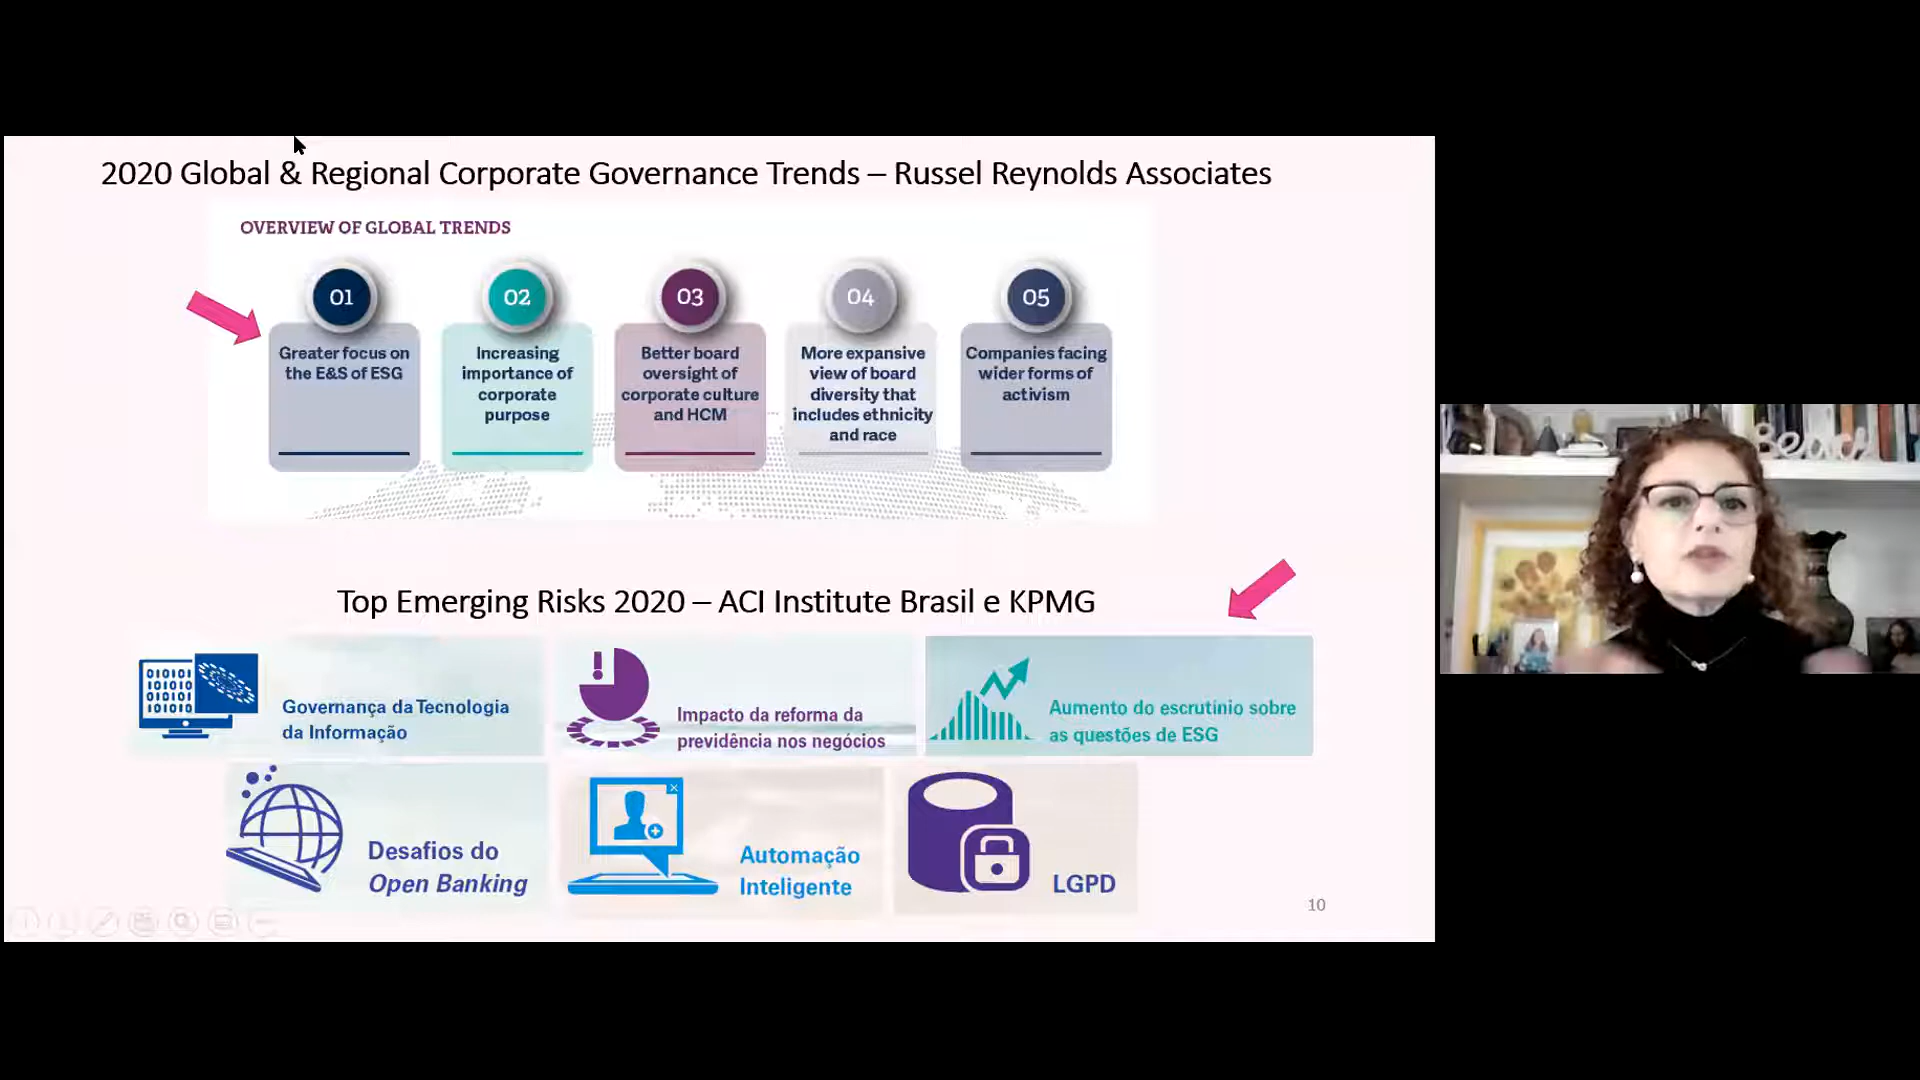 2020 Global & Regional Corporate Governance Trends – Russel Reynolds Associates
OVERVIEW OF GLOBAL TRENDS
01
02
03
04
05
Greater focus on
the E&S of ESG
Increasing
importance of
corporate
purpose
Better board
oversight of
corporate culture
and HCM
More expansive
view of board
diversity that
includes ethnicity
and race
Companies facing
wider forms of
activism
Top Emerging Risks 2020 – ACI Institute Brasil e KPMG
010101
101010
010101
Governança da Tecnologia
da Informação
Impacto da reforma da
previdência nos negócios
Aumento do escrutínio sobre
as questões de ESG
Desafios do
Open Banking
Automação
Inteligente
LGPD
10